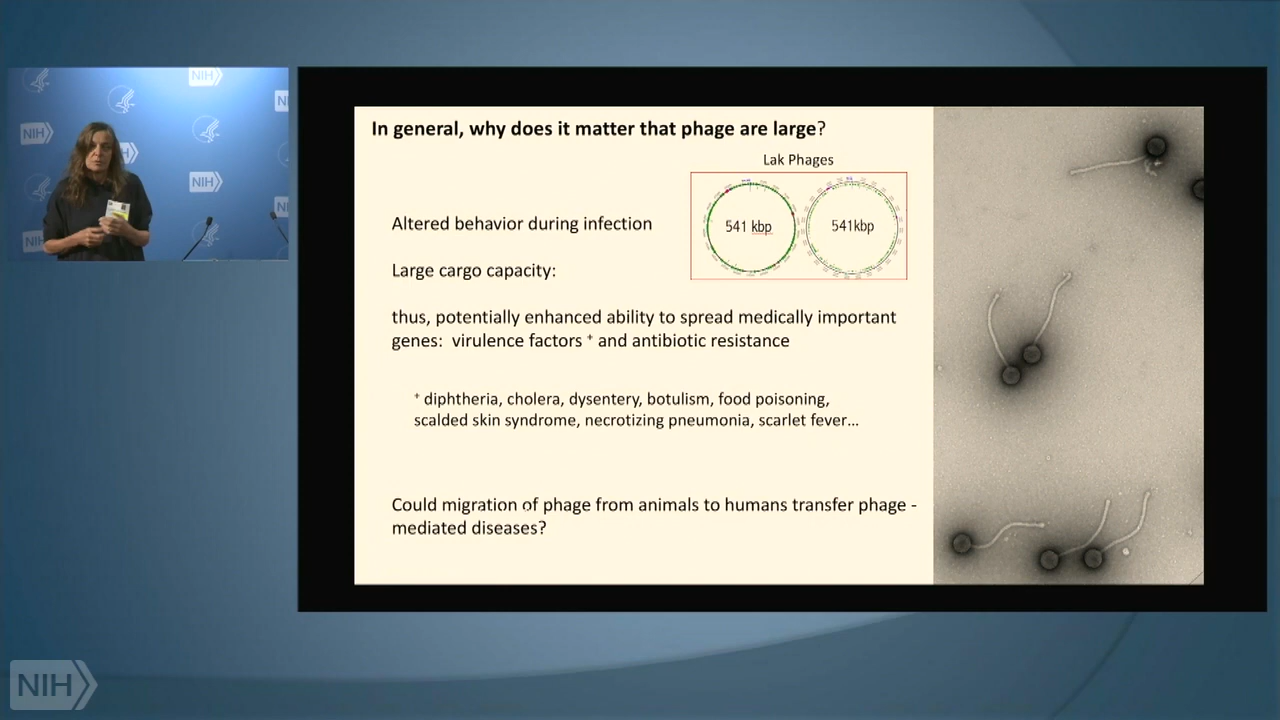 NIH
NIH
NIH
NIH
In general, why does it matter that phage are large?
Lak Phages
541 kbp
541kbp
Altered behavior during infection
Large cargo capacity:
thus, potentially enhanced ability to spread medically important
genes: virulence factors + and antibiotic resistance
+ diphtheria, cholera, dysentery, botulism, food poisoning,
scalded skin syndrome, necrotizing pneumonia, scarlet fever...
Could migration of phage from animals to humans transfer phage -
mediated diseases?
NIH